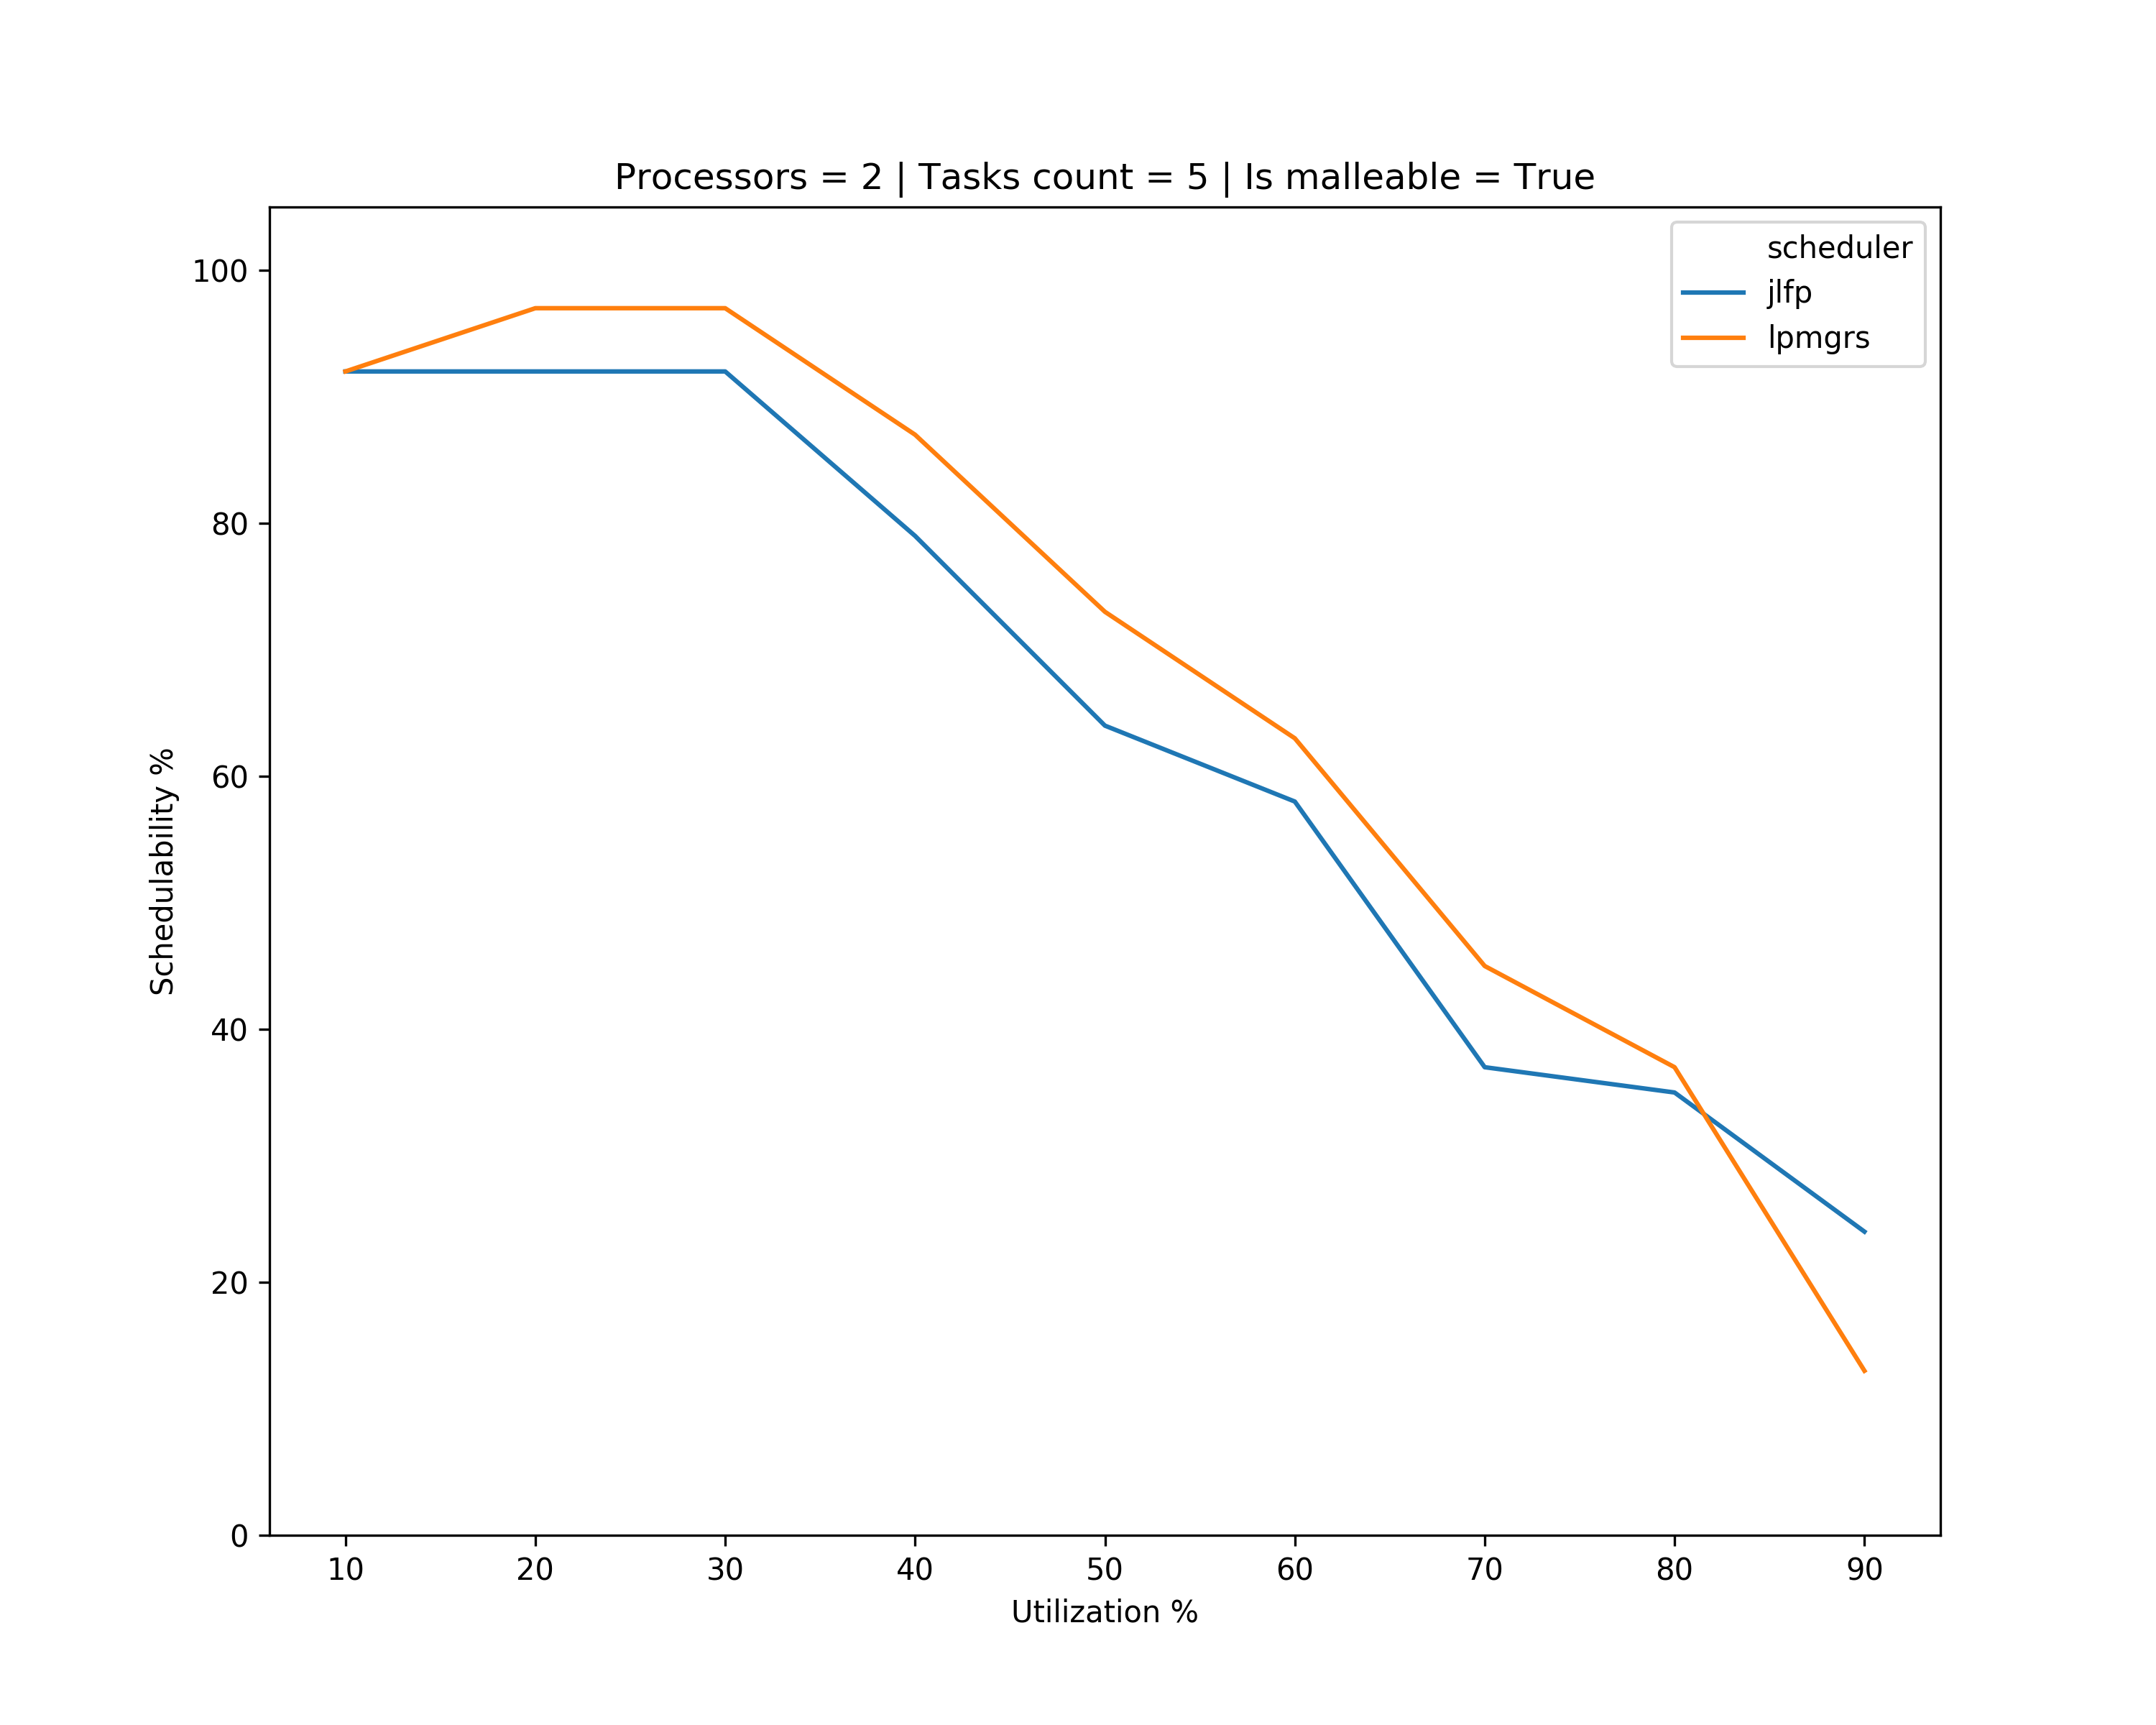 Processors = 2 | Tasks count = 5 | Is malleable = True
scheduler
jlfp
lpmgrs
Schedulability %
100
80
60
40
20
0
10 20 30 40 50 60 70 80 90
Utilization %